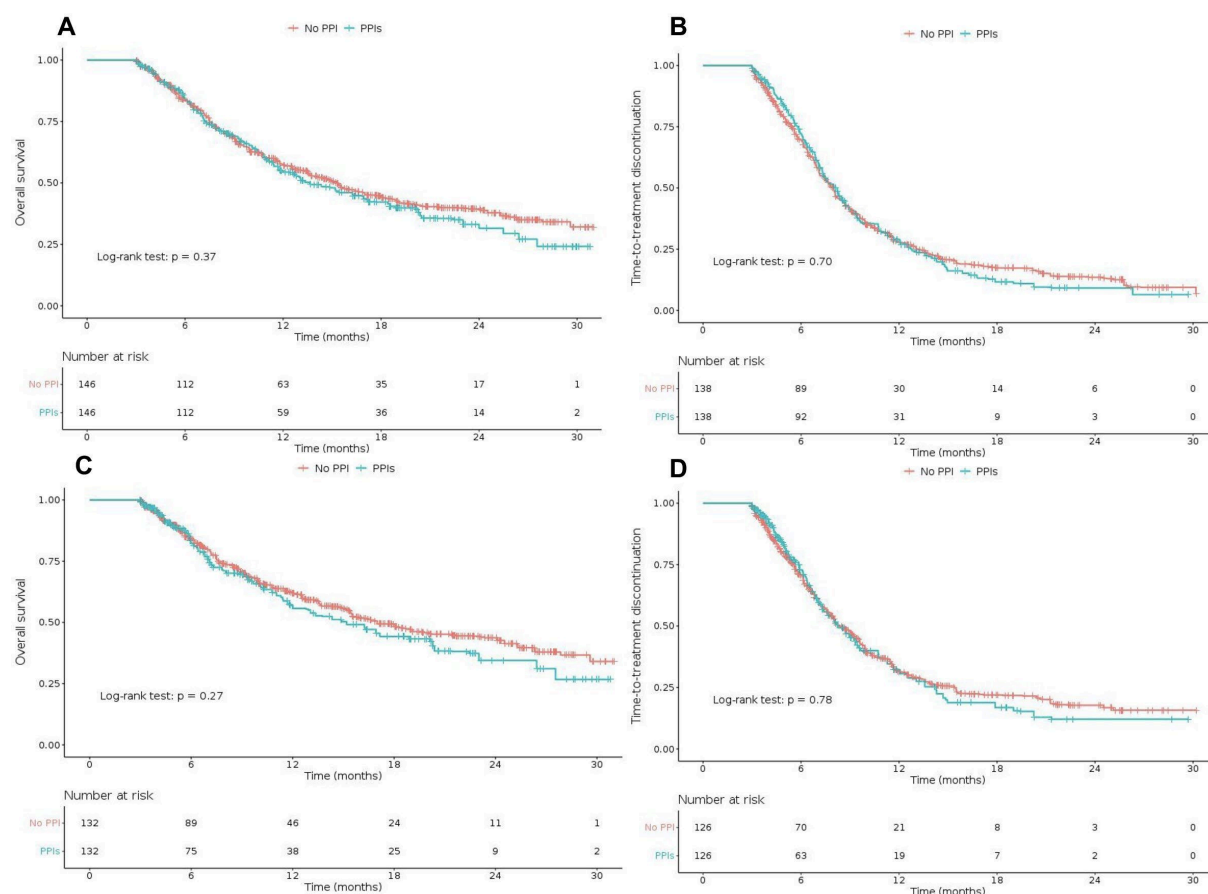 A
No PPI PPIs
Overall survival
1.00
0.75
0.50
0.25
0.00
Log-rank test: p = 0.37
0 6 12 18 24 30
Time (months)
Number at risk
No PPI 146 112 63 35 17 1
PPIs 146 112 59 36 14 2
0 6 12 18 24 30
Time (months)
B
No PPI PPIs
Time-to-treatment discontinuation
1.00
0.75
0.50
0.25
0.00
Log-rank test: p = 0.70
0 6 12 18 24 30
Time (months)
Number at risk
No PPI 138 89 30 14 6 0
PPIs 138 92 31 9 3 0
0 6 12 18 24 30
Time (months)
C
No PPI PPIs
Overall survival
1.00
0.75
0.50
0.25
0.00
Log-rank test: p = 0.27
0 6 12 18 24 30
Time (months)
Number at risk
No PPI 132 89 46 24 11 1
PPIs 132 75 38 25 9 2
0 6 12 18 24 30
Time (months)
D
No PPI PPIs
Time-to-treatment discontinuation
1.00
0.75
0.50
0.25
0.00
Log-rank test: p = 0.78
0 6 12 18 24 30
Time (months)
Number at risk
No PPI 126 70 21 8 3 0
PPIs 126 63 19 7 2 0
0 6 12 18 24 30
Time (months)